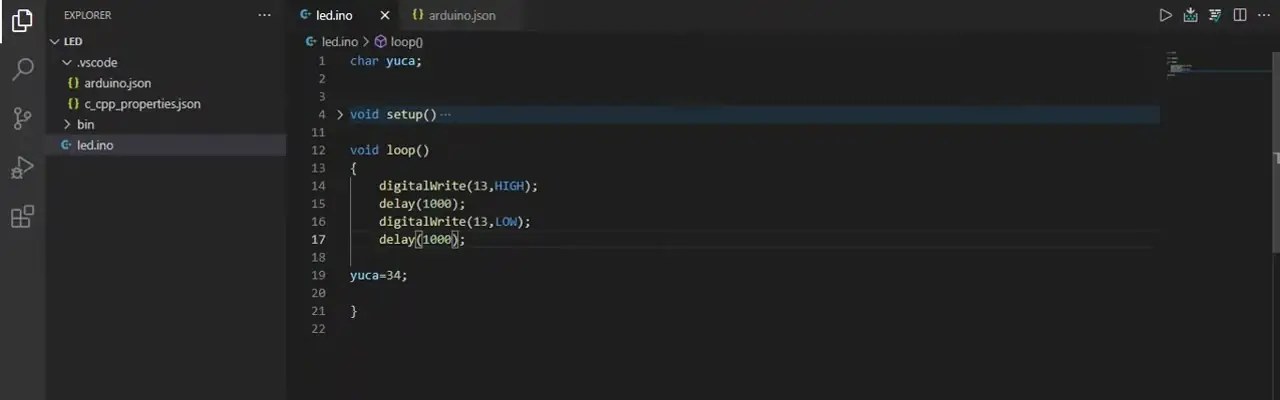 EXPLORER ···
LED
.vscode
{} arduino.json
{} c_cpp_properties.json
bin
led.ino
led.ino
{} arduino.json
led.ino > loop()
1 char yuca;
2
3
4 void setup() ···
11
12 void loop()
13 {
14 digitalWrite(13,HIGH);
15 delay(1000);
16 digitalWrite(13,LOW);
17 delay(1000);
18
19 yuca=34;
20
21 }
22